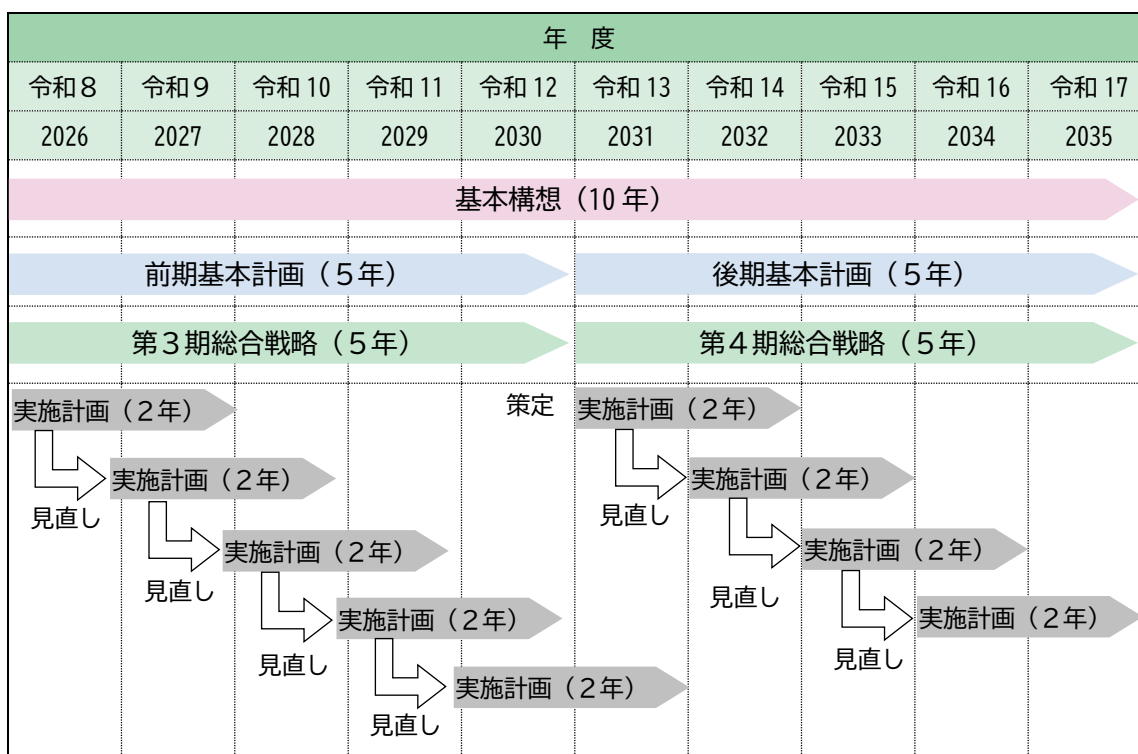 年 度
令和８ 令和９ 令和 10 令和 11 令和 12 令和 13 令和 14 令和 15 令和 16 令和 17
2026 2027 2028 2029 2030 2031 2032 2033 2034 2035
基本構想（10 年）
前期基本計画（５年） 後期基本計画（５年）
第３期総合戦略（５年） 第４期総合戦略（５年）
実施計画（２年） 策定 実施計画（２年）
実施計画（２年） 実施計画（２年）
見直し 見直し
実施計画（２年） 実施計画（２年）
見直し 見直し
実施計画（２年） 実施計画（２年）
見直し 見直し
実施計画（２年）
見直し